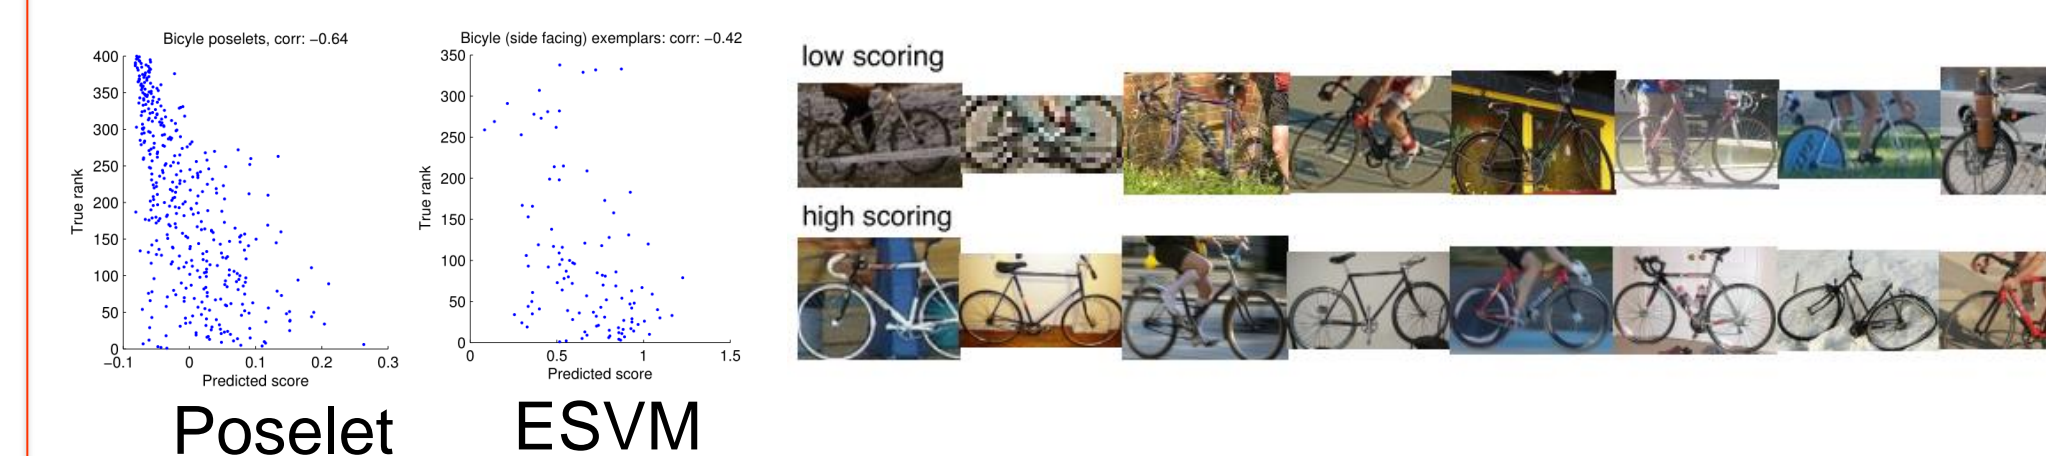 Bicyle poselets, corr: −0.64
400
350
300
250
200
150
100
50
0
True rank
−0.1 0 0.1 0.2 0.3
Predicted score
Poselet
Bicyle (side facing) exemplars: corr: −0.42
350
300
250
200
150
100
50
0
True rank
0 0.5 1 1.5
Predicted score
ESVM
low scoring
high scoring